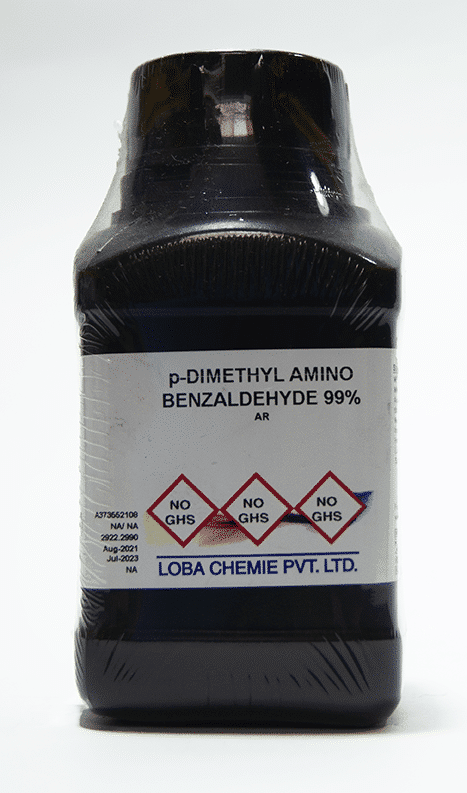 p-DIMETHYL AMINO
BENZALDEHYDE 99%
AR
NO
GHS
NO
GHS
NO
GHS
A373552108
NA/ NA
2922.2990
Aug-2021
Jul-2023
NA
LOBA CHEMIE PVT. LTD.